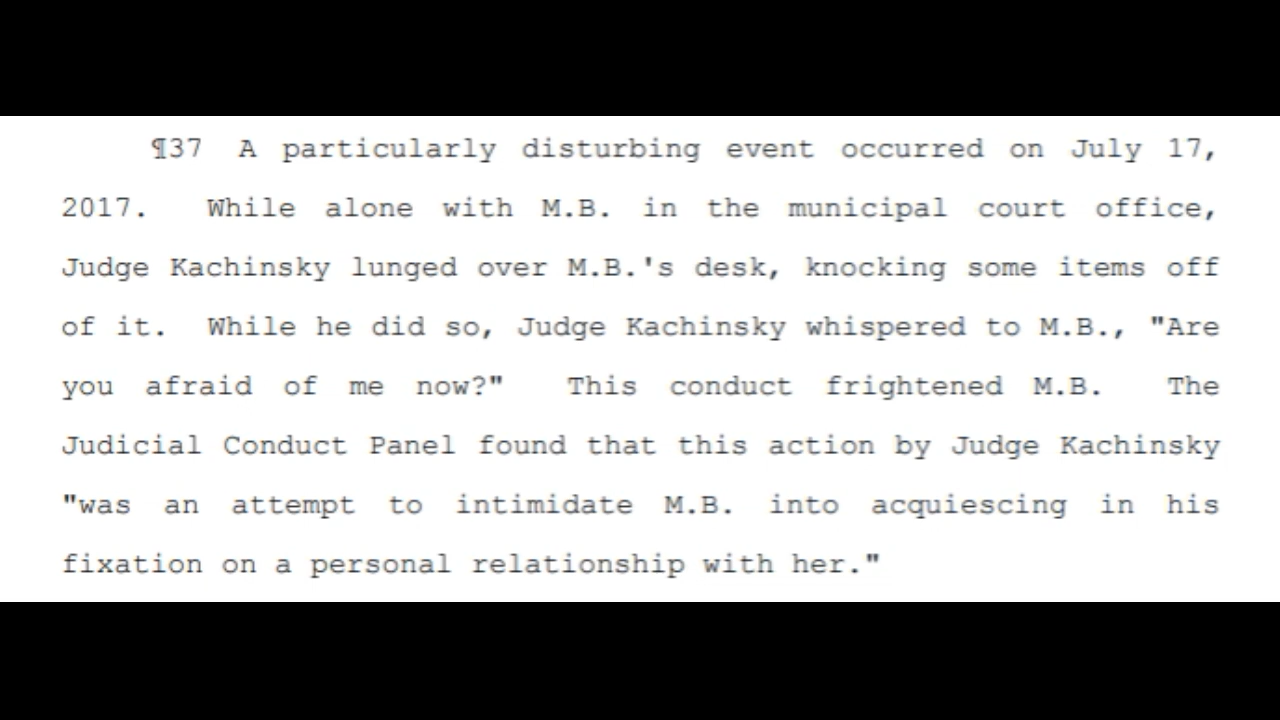 ¶37 A particularly disturbing event occurred on July 17,
2017. While alone with M.B. in the municipal court office,
Judge Kachinsky lunged over M.B.'s desk, knocking some items off
of it. While he did so, Judge Kachinsky whispered to M.B., "Are
you afraid of me now?" This conduct frightened M.B. The
Judicial Conduct Panel found that this action by Judge Kachinsky
"was an attempt to intimidate M.B. into acquiescing in his
fixation on a personal relationship with her."